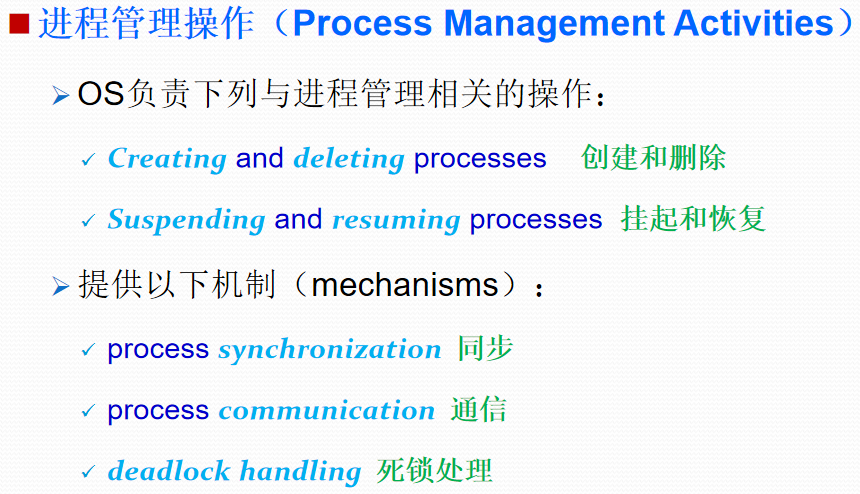 进程管理操作（Process Management Activities）
OS负责下列与进程管理相关的操作：
Creating and deleting processes 创建和删除
Suspending and resuming processes 挂起和恢复
提供以下机制（mechanisms）：
process synchronization 同步
process communication 通信
deadlock handling 死锁处理